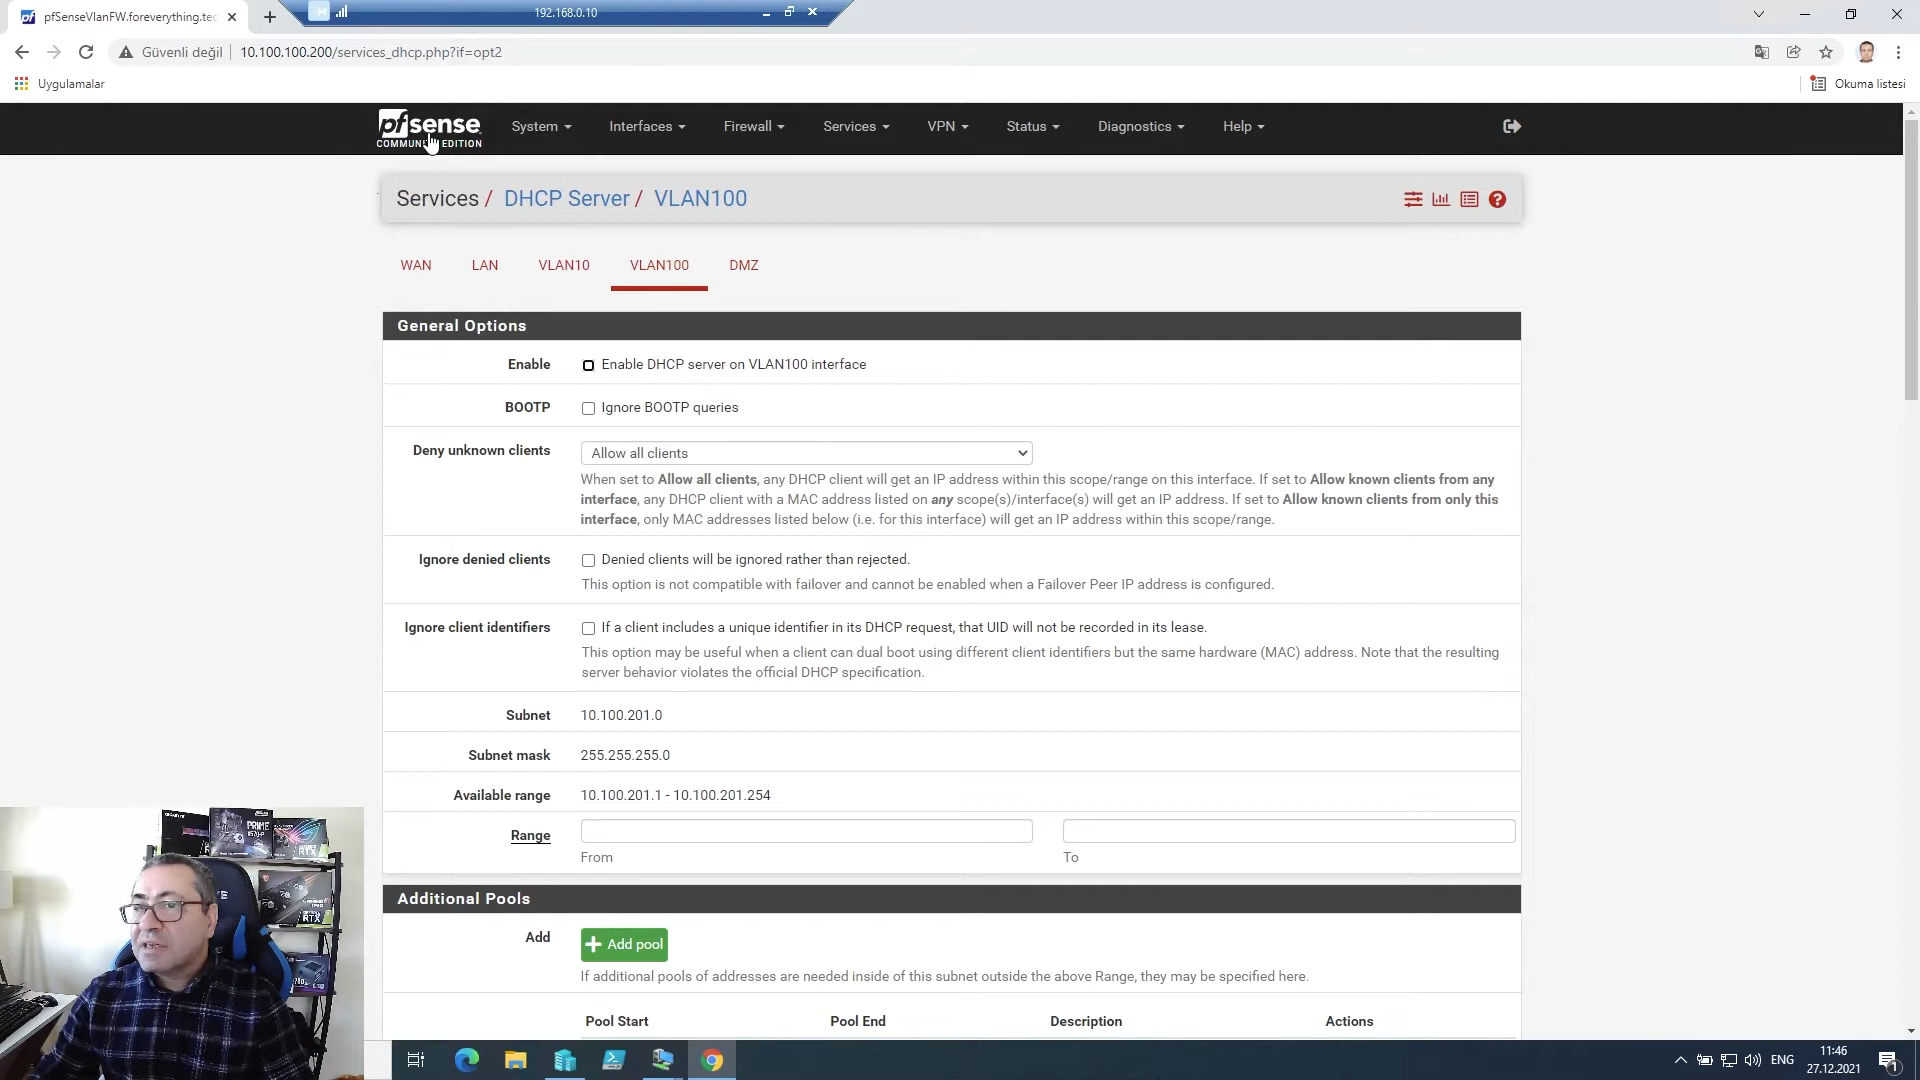 pfSenseVlanFW.foreverything.tec
192.168.0.10
Güvenli değil
10.100.100.200/services_dhcp.php?if=opt2
Uygulamalar
Okuma listesi
pfsense
COMMUNITY EDITION
System
Interfaces
Firewall
Services
VPN
Status
Diagnostics
Help
Services / DHCP Server / VLAN100
WAN
LAN
VLAN10
VLAN100
DMZ
General Options
Enable
Enable DHCP server on VLAN100 interface
BOOTP
Ignore BOOTP queries
Deny unknown clients
Allow all clients
When set to Allow all clients, any DHCP client will get an IP address within this scope/range on this interface. If set to Allow known clients from any
interface, any DHCP client with a MAC address listed on any scope(s)/interface(s) will get an IP address. If set to Allow known clients from only this
interface, only MAC addresses listed below (i.e. for this interface) will get an IP address within this scope/range.
Ignore denied clients
Denied clients will be ignored rather than rejected.
This option is not compatible with failover and cannot be enabled when a Failover Peer IP address is configured.
Ignore client identifiers
If a client includes a unique identifier in its DHCP request, that UID will not be recorded in its lease.
This option may be useful when a client can dual boot using different client identifiers but the same hardware (MAC) address. Note that the resulting
server behavior violates the official DHCP specification.
Subnet
10.100.201.0
Subnet mask
255.255.255.0
Available range
10.100.201.1 - 10.100.201.254
Range
From
To
Additional Pools
Add
Add pool
If additional pools of addresses are needed inside of this subnet outside the above Range, they may be specified here.
Pool Start
Pool End
Description
Actions
PRIME
RTX
RTX
ENG
11:46
27.12.2021
1